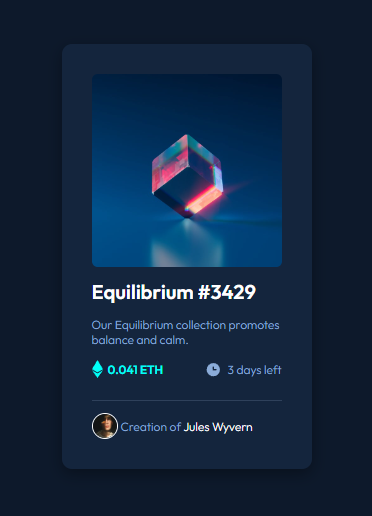 Equilibrium #3429
Our Equilibrium collection promotes
balance and calm.
0.041 ETH
3 days left
Creation of Jules Wyvern